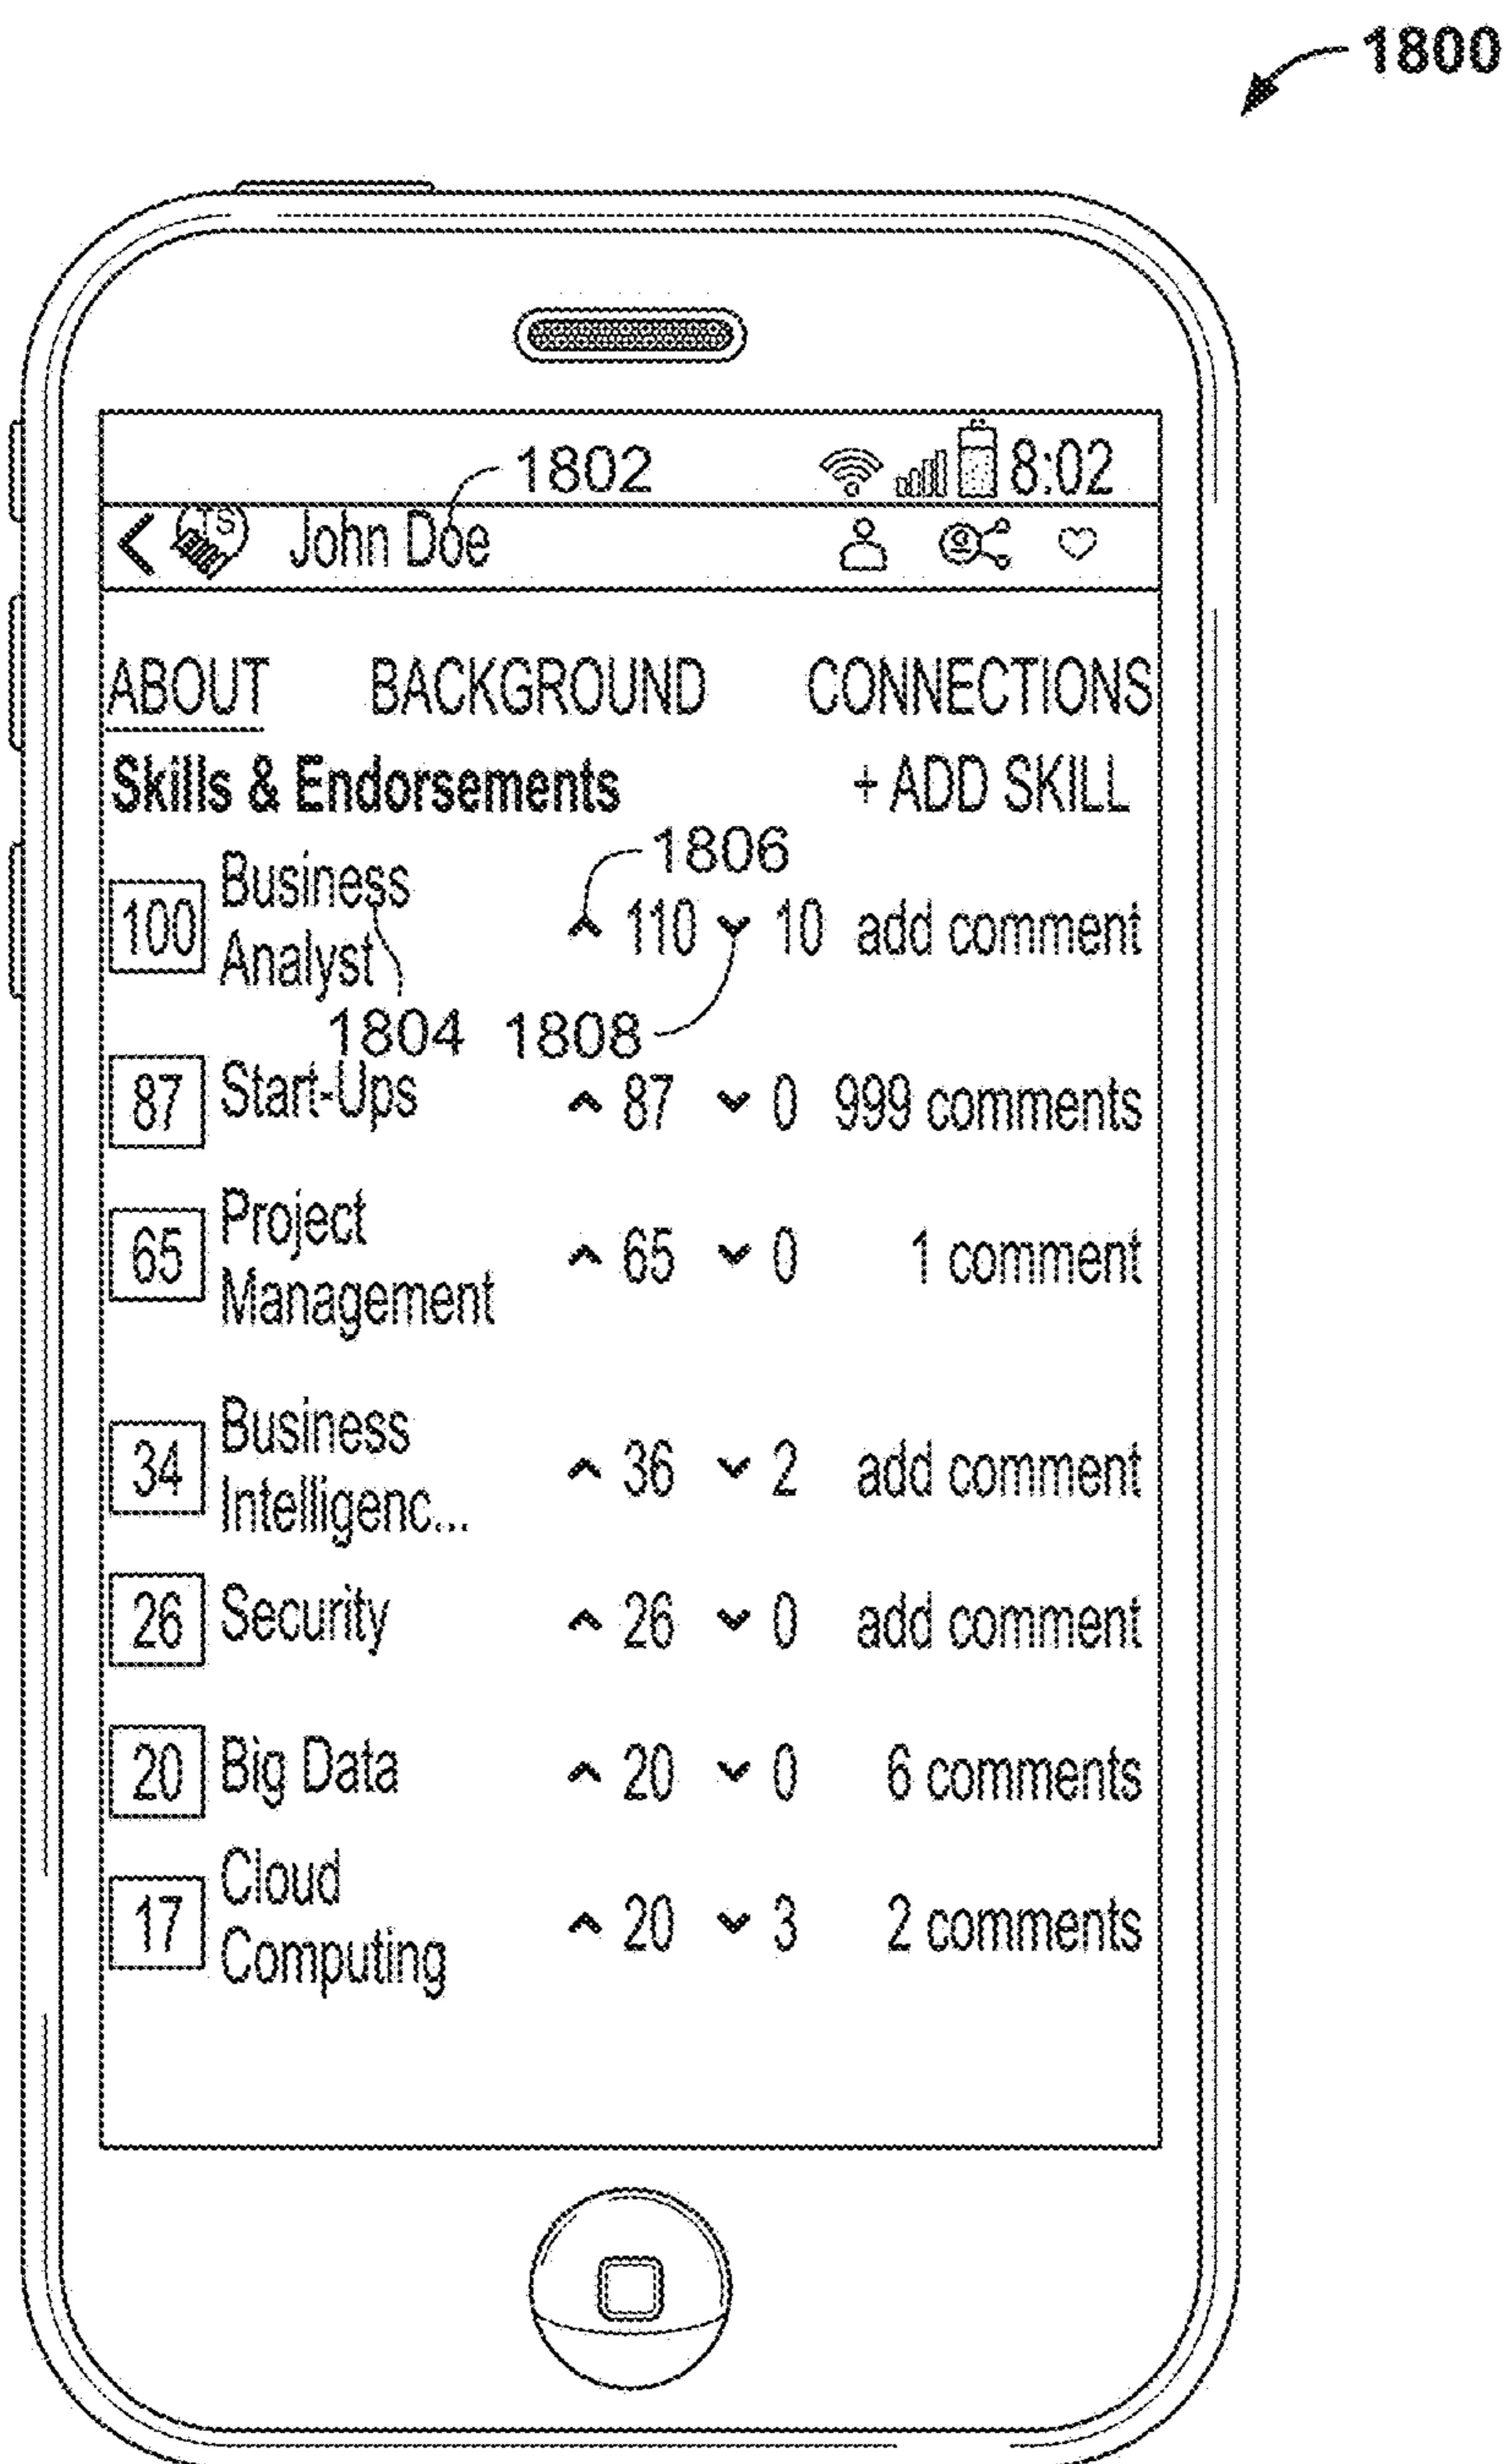 1800
1802
8:02
TS John Doe
ABOUT BACKGROUND CONNECTIONS
Skills & Endorsements + ADD SKILL
1806
100 Business Analyst 110 10 add comment
1804 1808
87 Start-Ups 87 0 999 comments
65 Project Management 65 0 1 comment
34 Business Intelligenc... 36 2 add comment
26 Security 26 0 add comment
20 Big Data 20 0 6 comments
17 Cloud Computing 20 3 2 comments